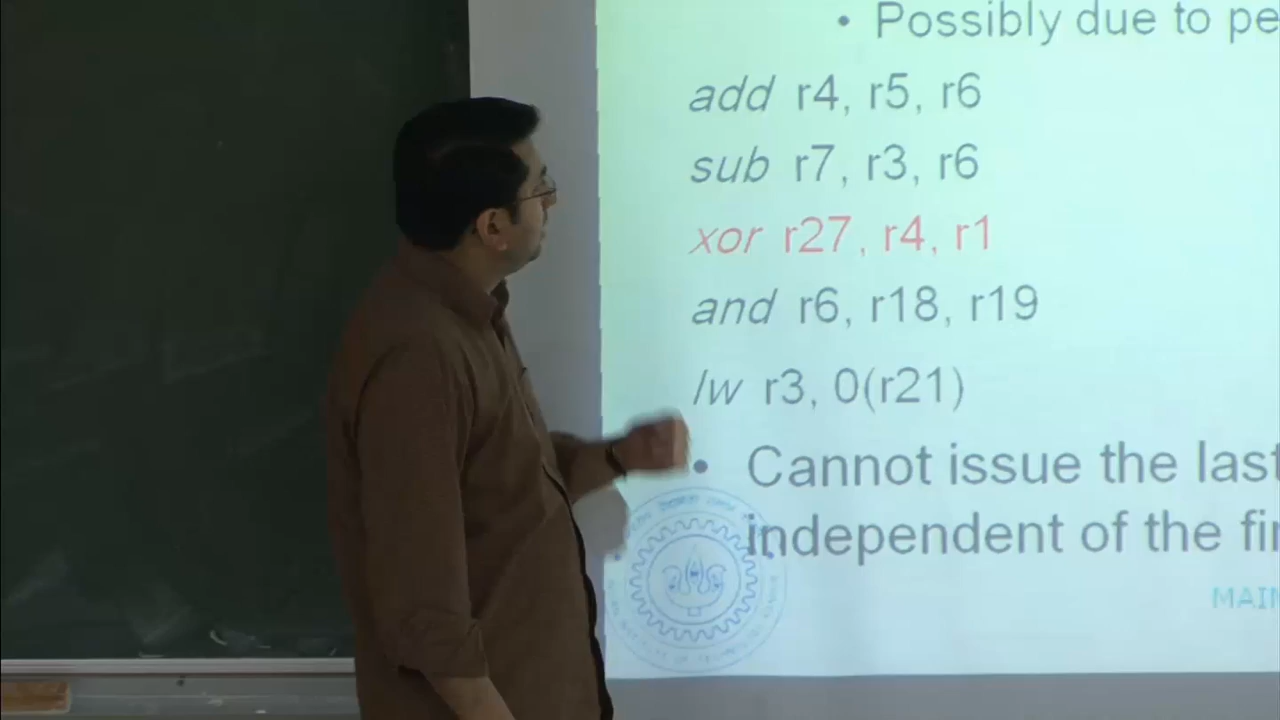 • Possibly due to pe
add r4, r5, r6
sub r7, r3, r6
xor r27, r4, r1
and r6, r18, r19
lw r3, 0(r21)
• Cannot issue the last
independent of the fi
MAIN